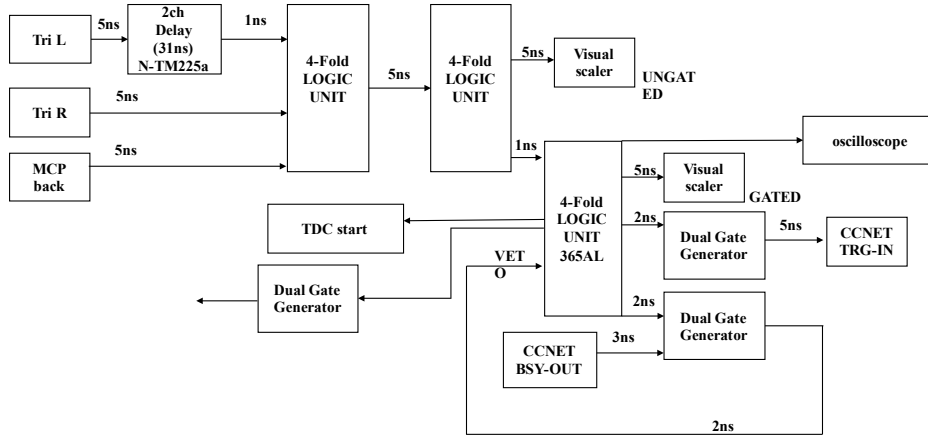 Tri L
5ns
2ch
Delay
(31ns)
N-TM225a
1ns
Tri R
5ns
MCP
back
5ns
4-Fold
LOGIC
UNIT
5ns
4-Fold
LOGIC
UNIT
5ns
Visual
scaler
UNGAT
ED
1ns
4-Fold
LOGIC
UNIT
365AL
oscilloscope
5ns
Visual
scaler
GATED
2ns
Dual Gate
Generator
5ns
CCNET
TRG-IN
TDC start
VET
O
Dual Gate
Generator
2ns
Dual Gate
Generator
3ns
CCNET
BSY-OUT
2ns